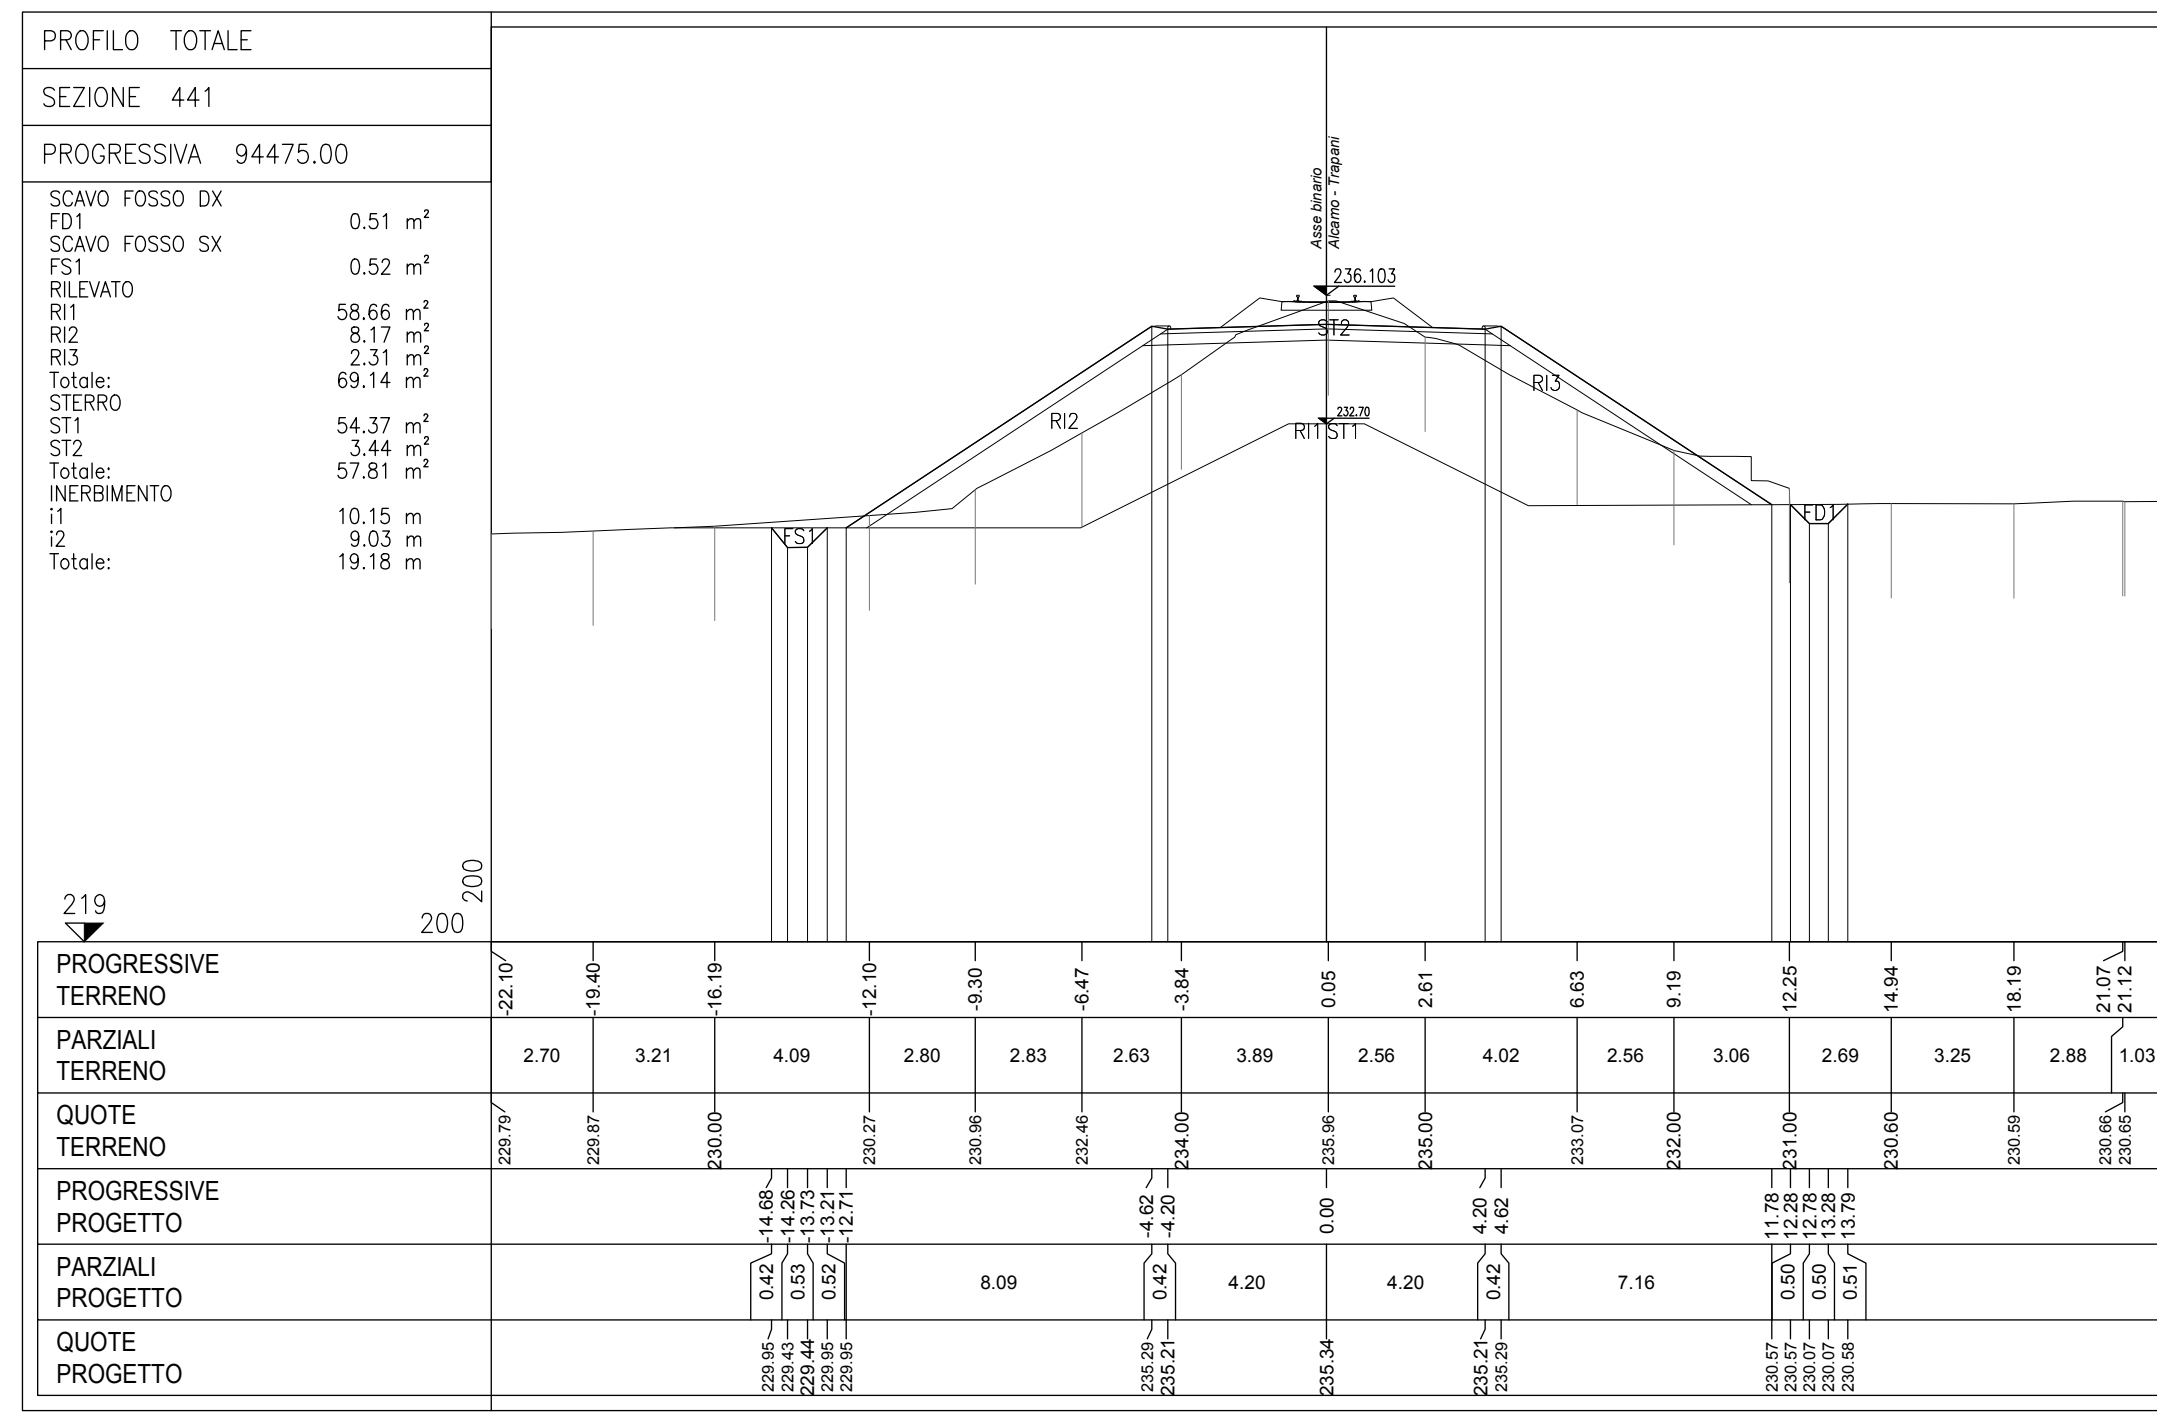 PROFILO TOTALE
SEZIONE 441
PROGRESSIVA 94475.00
SCAVO FOSSO DX
FD1 0.51 m²
SCAVO FOSSO SX
FS1 0.52 m²
RILEVATO
RI1 58.66 m²
RI2 8.17 m²
RI3 2.31 m²
Totale: 69.14 m²
STERRO
ST1 54.37 m²
ST2 3.44 m²
Totale: 57.81 m²
INERBIMENTO
i1 10.15 m
i2 9.03 m
Totale: 19.18 m
Asse binario
Alcamo - Trapani
236.103
ST2
RI3
RI2
232.70
RI1 ST1
FS1
FD1
219
200
200
PROGRESSIVE
TERRENO
-22.10 -19.40 -16.19 -12.10 -9.30 -6.47 -3.84 0.05 2.61 6.63 9.19 12.25 14.94 18.19 21.07 21.12
PARZIALI
TERRENO
2.70 3.21 4.09 2.80 2.83 2.63 3.89 2.56 4.02 2.56 3.06 2.69 3.25 2.88 1.03
QUOTE
TERRENO
229.79 229.87 230.00 230.27 230.96 232.46 234.00 235.96 235.00 233.07 232.00 231.00 230.60 230.59 230.66 230.65
PROGRESSIVE
PROGETTO
-14.68 -14.26 -13.73 -13.21 -12.71 -4.62 -4.20 0.00 4.20 4.62 11.78 12.28 12.78 13.28 13.79
PARZIALI
PROGETTO
0.42 0.53 0.52 8.09 0.42 4.20 4.20 0.42 7.16 0.50 0.50 0.51
QUOTE
PROGETTO
229.95 229.43 229.44 229.95 229.95 235.29 235.21 235.34 235.21 235.29 230.57 230.57 230.07 230.07 230.58